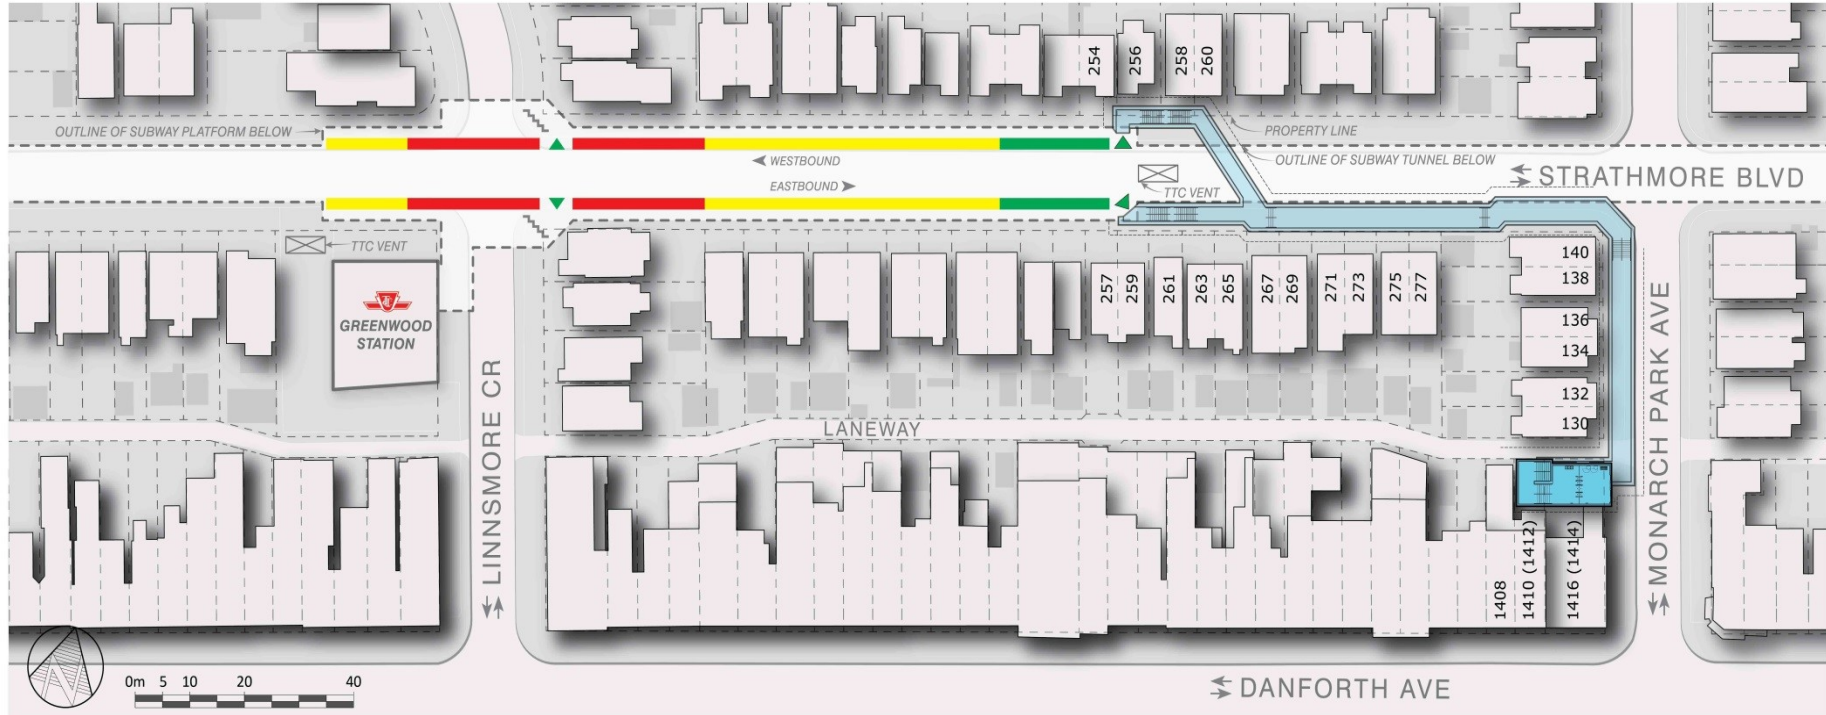 254
256
258
260
OUTLINE OF SUBWAY PLATFORM BELOW
PROPERTY LINE
OUTLINE OF SUBWAY TUNNEL BELOW
WESTBOUND
EASTBOUND
TTC VENT
STRATHMORE BLVD
TTC VENT
GREENWOOD
STATION
257
259
261
263
265
267
269
271
273
275
277
140
138
136
134
132
130
LANEWAY
LINNSMORE CR
MONARCH PARK AVE
1408
1410 (1412)
1416 (1414)
0m 5 10 20 40
DANFORTH AVE